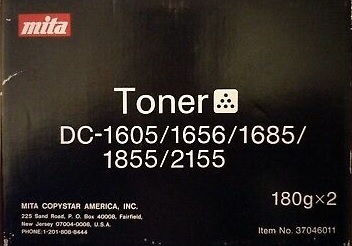 mita
Toner
DC-1605/1656/1685/
1855/2155
MITA COPYSTAR AMERICA, INC.
225 Sand Road, P. O. Box 40008, Fairfield,
New Jersey 07004-0008, U.S.A.
PHONE:1-201-808-8444
180g×2
Item No. 37046011